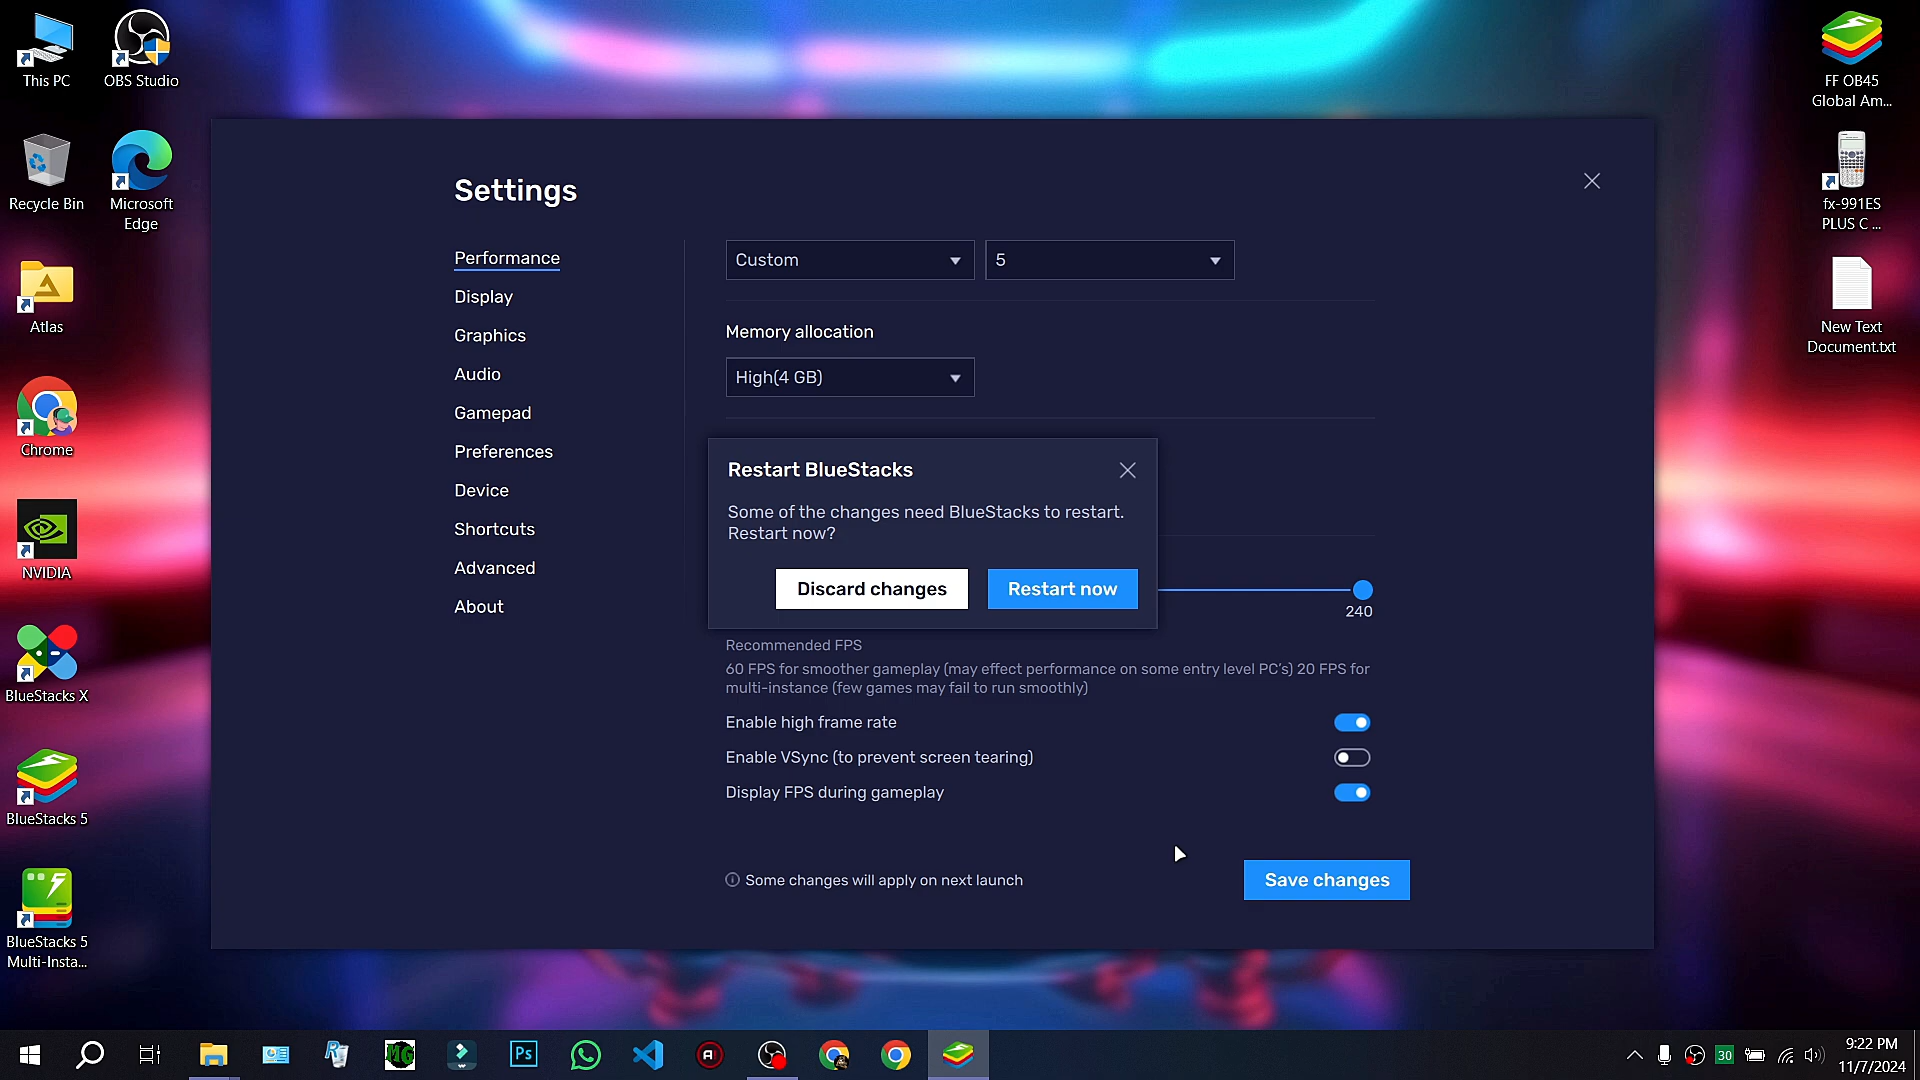 This PC
OBS Studio
FF OB45
Global Am...
Recycle Bin
Microsoft
Edge
fx-991ES
PLUS C ...
Atlas
New Text
Document.txt
Chrome
NVIDIA
BlueStacks X
BlueStacks 5
BlueStacks 5
Multi-Insta...
Settings
Performance
Display
Graphics
Audio
Gamepad
Preferences
Device
Shortcuts
Advanced
About
Custom
5
Memory allocation
High(4 GB)
Restart BlueStacks
Some of the changes need BlueStacks to restart.
Restart now?
Discard changes
Restart now
240
Recommended FPS
60 FPS for smoother gameplay (may effect performance on some entry level PC's) 20 FPS for
multi-instance (few games may fail to run smoothly)
Enable high frame rate
Enable VSync (to prevent screen tearing)
Display FPS during gameplay
Some changes will apply on next launch
Save changes
MG
Ps
30
9:22 PM
11/7/2024